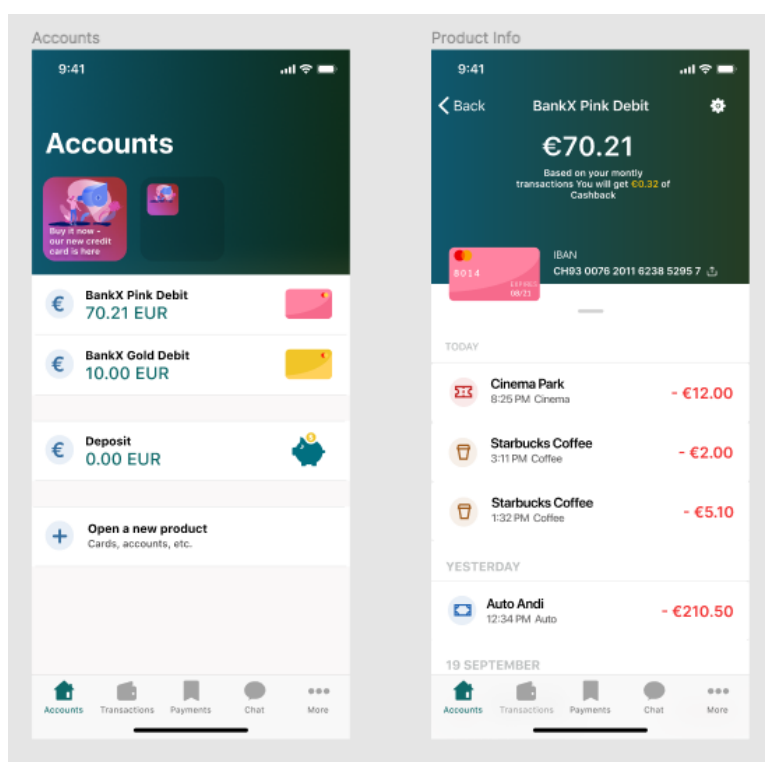 Accounts
9:41
Accounts
Buy it now -
our new credit
card is here
€
BankX Pink Debit
70.21 EUR
€
BankX Gold Debit
10.00 EUR
€
Deposit
0.00 EUR
+
Open a new product
Cards, accounts, etc.
Accounts
Transactions
Payments
Chat
More
Product Info
9:41
Back
BankX Pink Debit
€70.21
Based on your montly
transactions You will get €0.32 of
Cashback
8014
EXPIRES
08/21
IBAN
CH93 0076 2011 6238 5295 7
TODAY
Cinema Park
8:25 PM Cinema
- €12.00
Starbucks Coffee
3:11 PM Coffee
- €2.00
Starbucks Coffee
1:32 PM Coffee
- €5.10
YESTERDAY
Auto Andi
12:34 PM Auto
- €210.50
19 SEPTEMBER
Accounts
Transactions
Payments
Chat
More